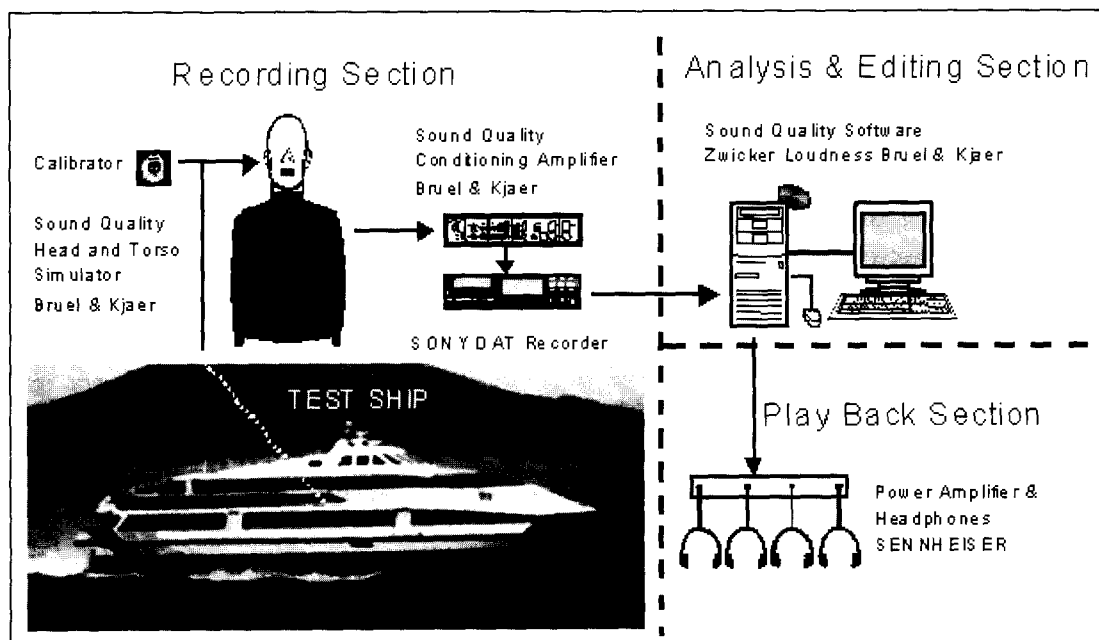 Recording Section
Calibrator
Sound Quality
Head and Torso
Simulator
Bruel & Kjaer
Sound Quality
Conditioning Amplifier
Bruel & Kjaer
SONY DAT Recorder
TEST SHIP
Analysis & Editing Section
Sound Quality Software
Zwicker Loudness Bruel & Kjaer
Play Back Section
Power Amplifier &
Headphones
SENNHEISER